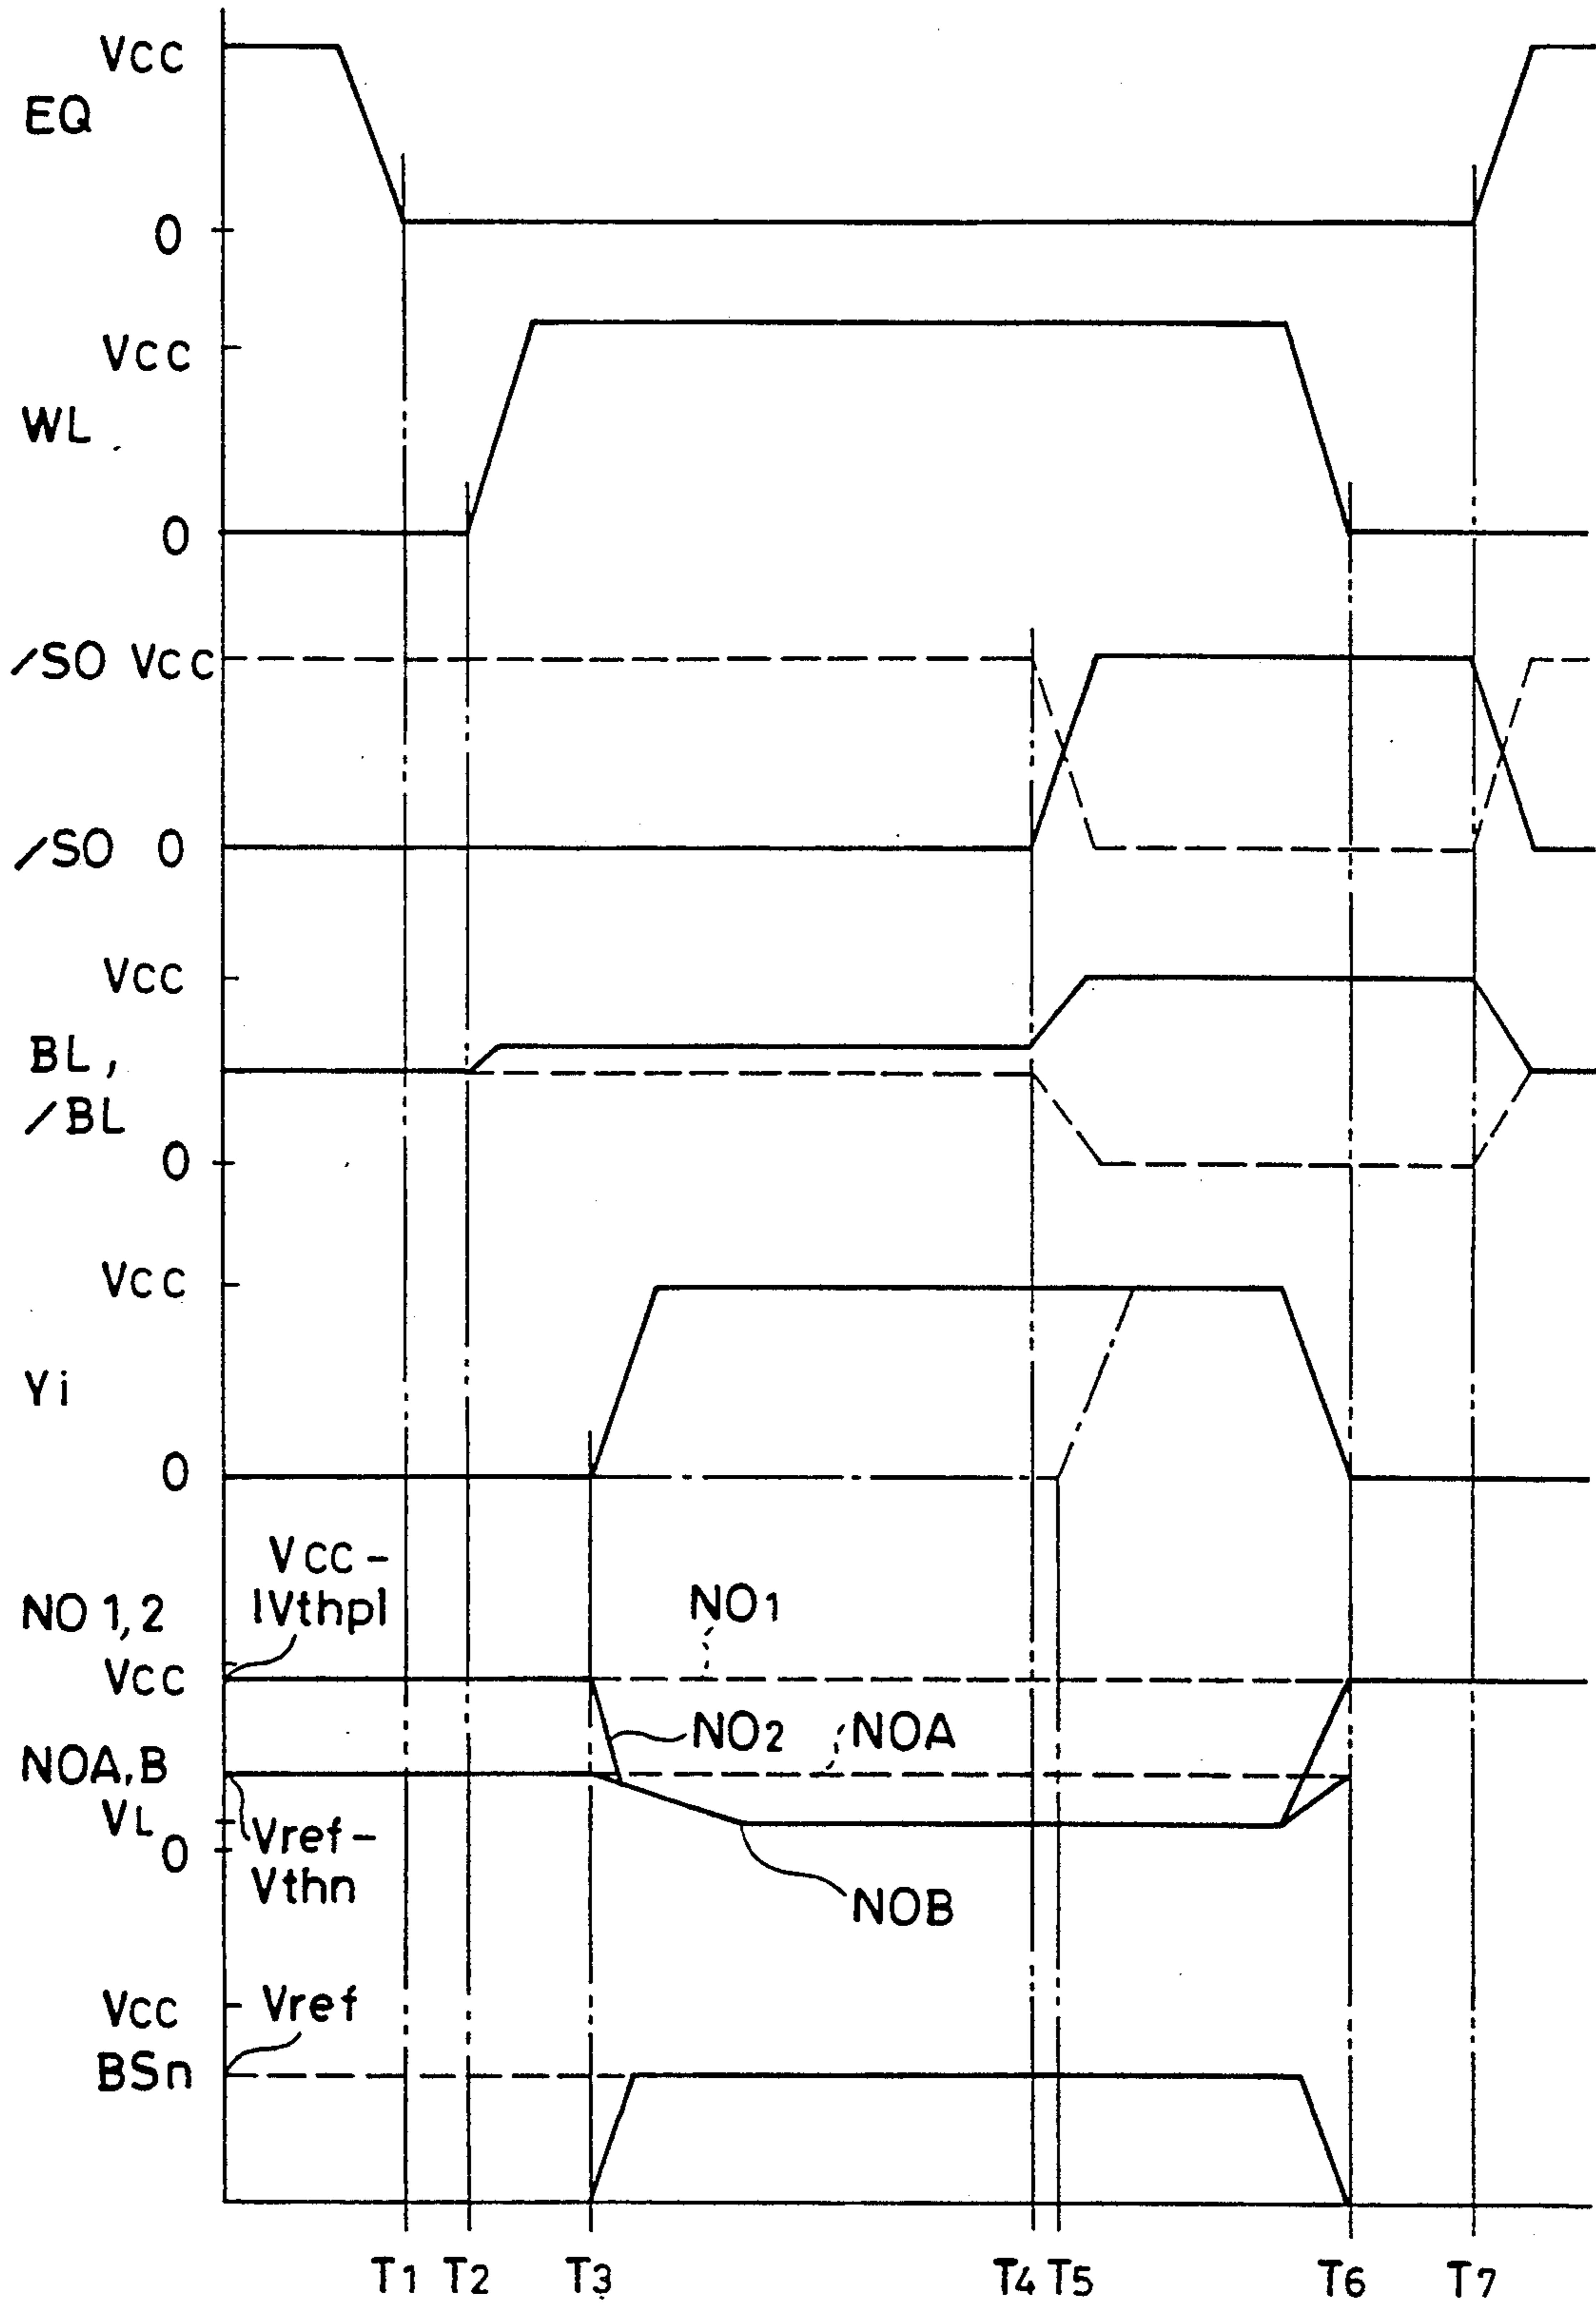 Vcc
EQ
0
Vcc
WL
0
/SO Vcc
/SO 0
Vcc
BL,
/BL
0
Vcc
Yi
0
Vcc-
|Vthp|
NO1,2
NO1
Vcc
NO2
NOA
NOA,B
VL
0
Vref-
Vthn
NOB
Vcc
Vref
BSn
T1 T2 T3 T4 T5 T6 T7